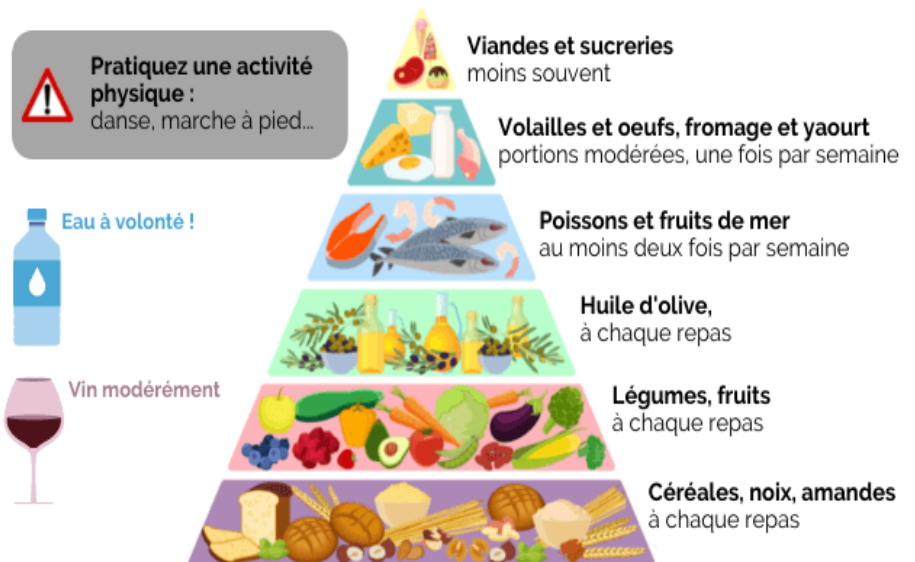 Pratiquez une activité
physique :
danse, marche à pied...
Eau à volonté !
Vin modérément
Viandes et sucreries
moins souvent
Volailles et oeufs, fromage et yaourt
portions modérées, une fois par semaine
Poissons et fruits de mer
au moins deux fois par semaine
Huile d'olive,
à chaque repas
Légumes, fruits
à chaque repas
Céréales, noix, amandes
à chaque repas